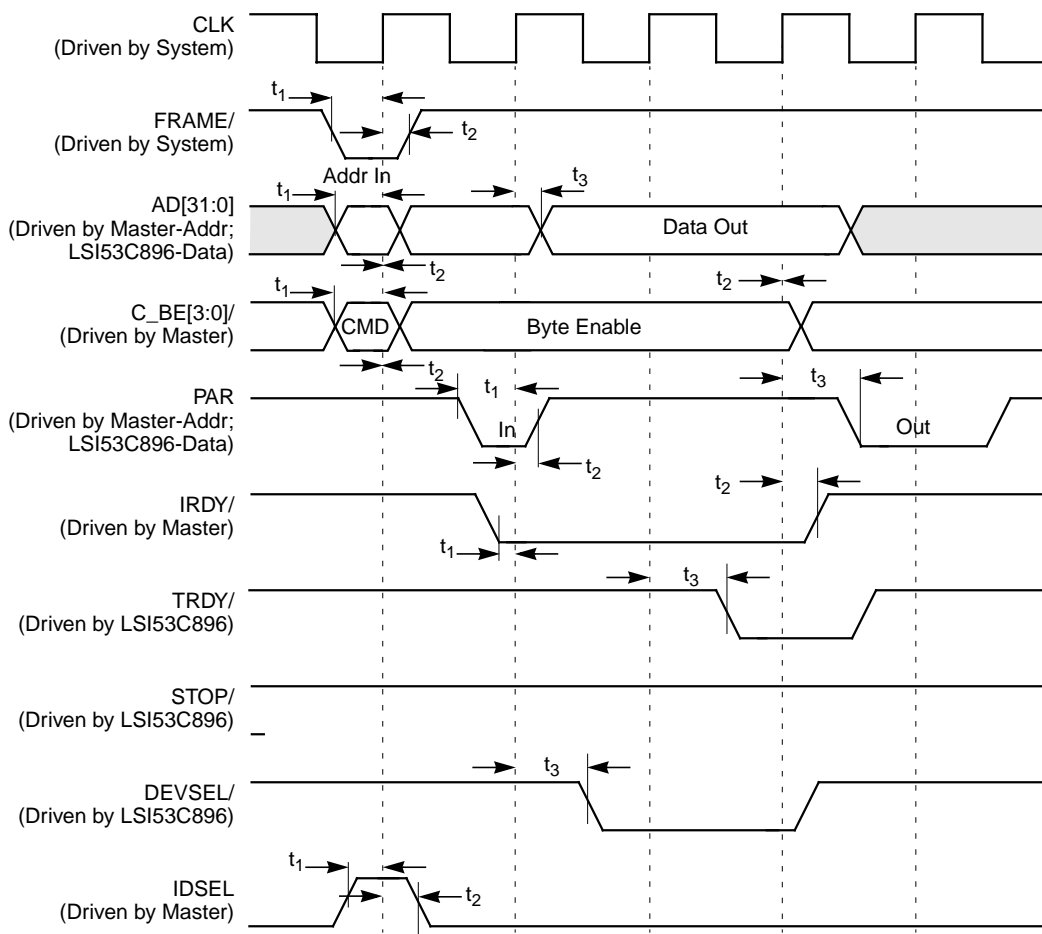 CLK
(Driven by System)
t1
FRAME/
(Driven by System)
t2
Addr In
t1
t3
AD[31:0]
(Driven by Master-Addr;
LSI53C896-Data)
Data Out
t2
t2
t1
C_BE[3:0]/
(Driven by Master)
CMD
Byte Enable
t2
t1
t3
PAR
(Driven by Master-Addr;
LSI53C896-Data)
In
Out
t2
t2
IRDY/
(Driven by Master)
t1
t3
TRDY/
(Driven by LSI53C896)
STOP/
(Driven by LSI53C896)
t3
DEVSEL/
(Driven by LSI53C896)
t1
IDSEL
(Driven by Master)
t2